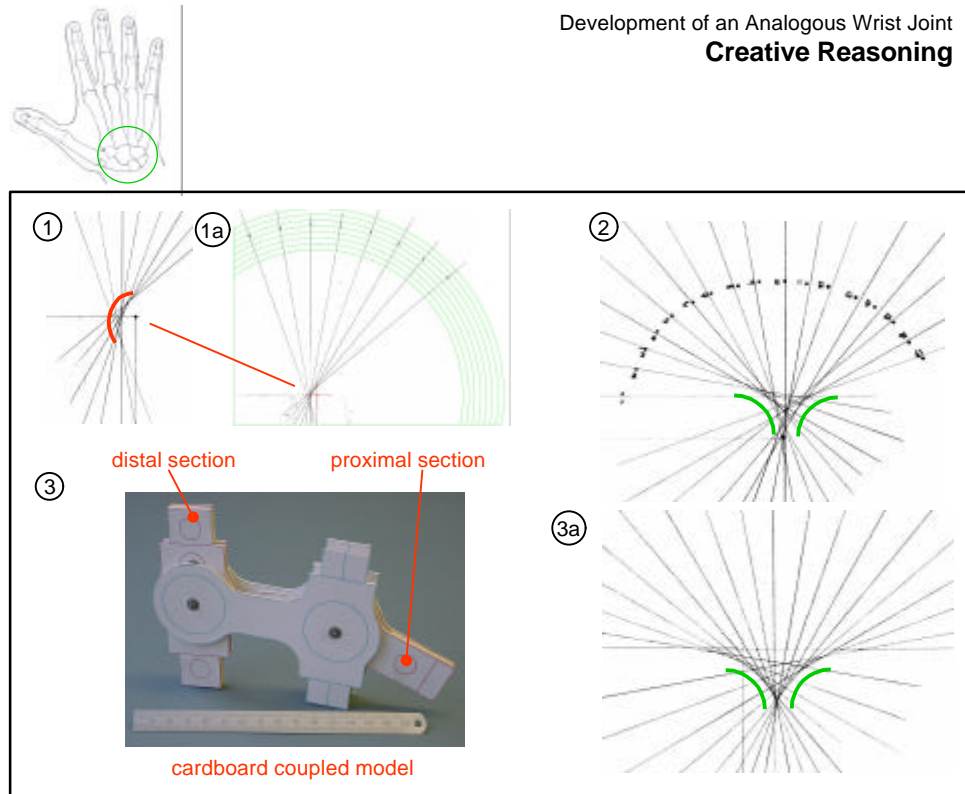 Development of an Analogous Wrist Joint
Creative Reasoning
1
1a
2
distal section
proximal section
3
3a
cardboard coupled model